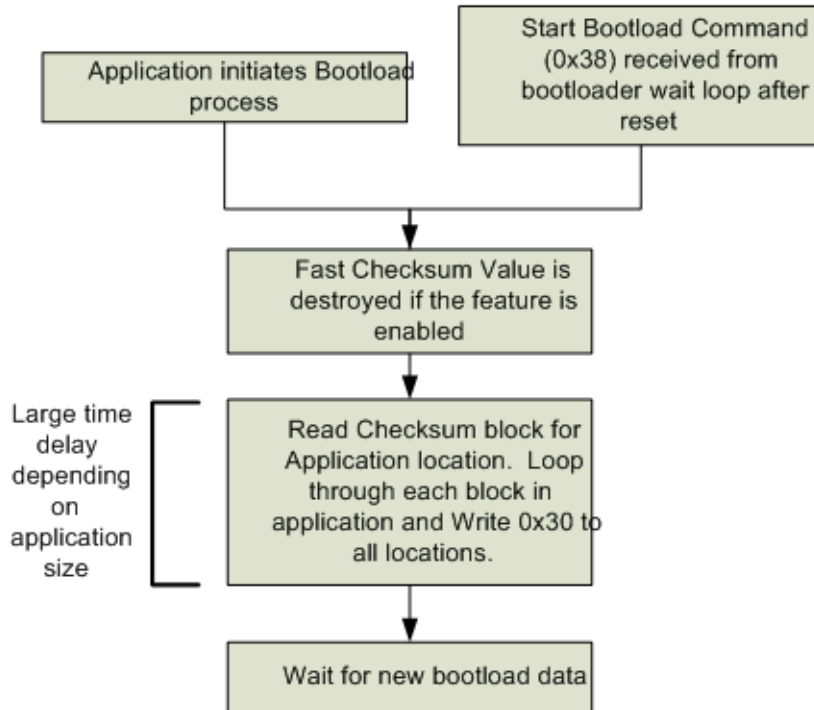 Application initiates Bootload
process
Start Bootload Command
(0x38) received from
bootloader wait loop after
reset
Fast Checksum Value is
destroyed if the feature is
enabled
Large time
delay
depending
on
application
size
Read Checksum block for
Application location. Loop
through each block in
application and Write 0x30 to
all locations.
Wait for new bootload data